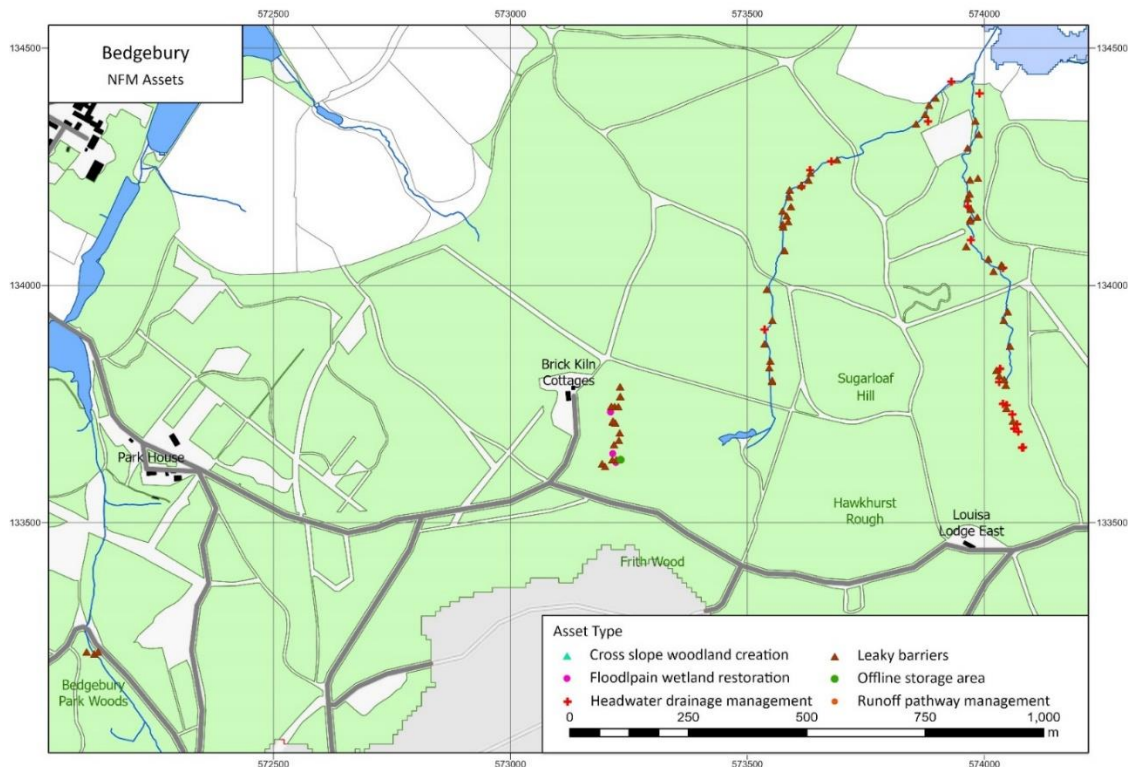 572500
573000
573500
574000
134500
134500
Bedgebury
NFM Assets
134000
134000
Brick Kiln
Cottages
Sugarloaf
Hill
Park House
Hawkhurst
Rough
Louisa
Lodge East
133500
133500
Frith Wood
Bedgebury
Park Woods
Asset Type
Cross slope woodland creation
Leaky barriers
Floodlpain wetland restoration
Offline storage area
Headwater drainage management
Runoff pathway management
0 250 500 750 1,000
m
572500
573000
573500
574000